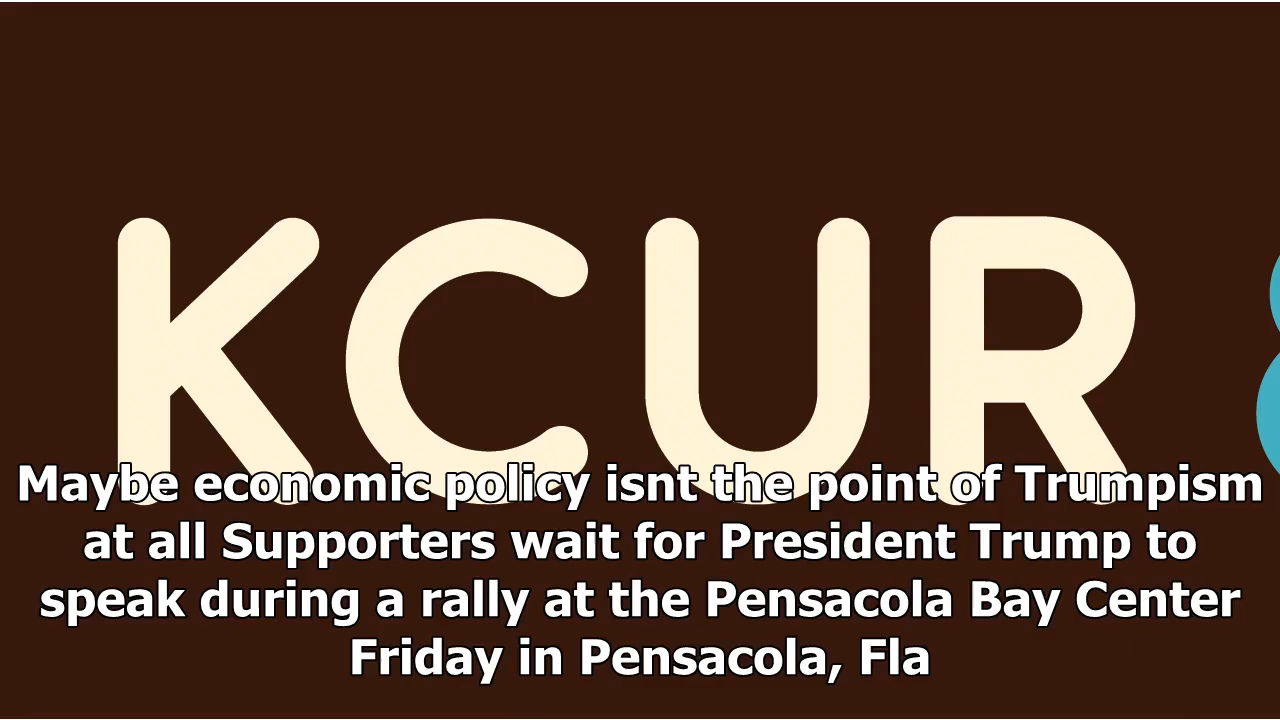 KCUR
Maybe economic policy isnt the point of Trumpism
at all Supporters wait for President Trump to
speak during a rally at the Pensacola Bay Center
Friday in Pensacola, Fla